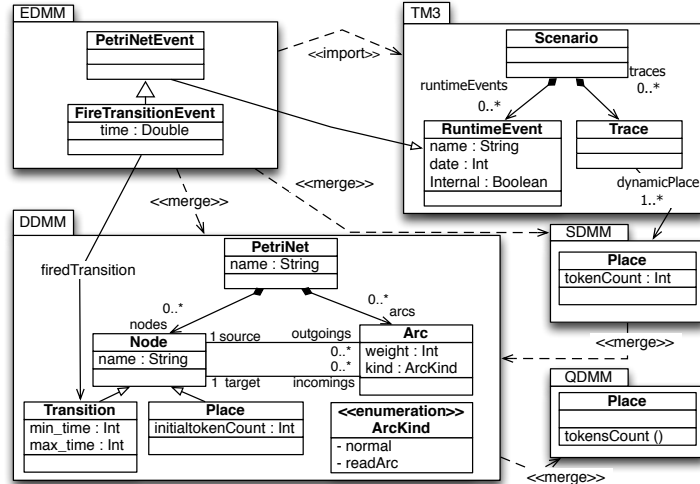 EDMM
PetriNetEvent
FireTransitionEvent
time : Double
<<import>>
TM3
Scenario
runtimeEvents
0..*
traces
0..*
RuntimeEvent
name : String
date : Int
Internal : Boolean
Trace
dynamicPlace
1..*
<<merge>>
<<merge>>
DDMM
PetriNet
name : String
firedTransition
0..*
nodes
0..*
arcs
Node
name : String
1 source
outgoings
0..*
0..*
1 target
incomings
Arc
weight : Int
kind : ArcKind
Transition
min_time : Int
max_time : Int
Place
initialtokenCount : Int
<<enumeration>>
ArcKind
- normal
- readArc
SDMM
Place
tokenCount : Int
<<merge>>
QDMM
Place
tokensCount ()
<<merge>>